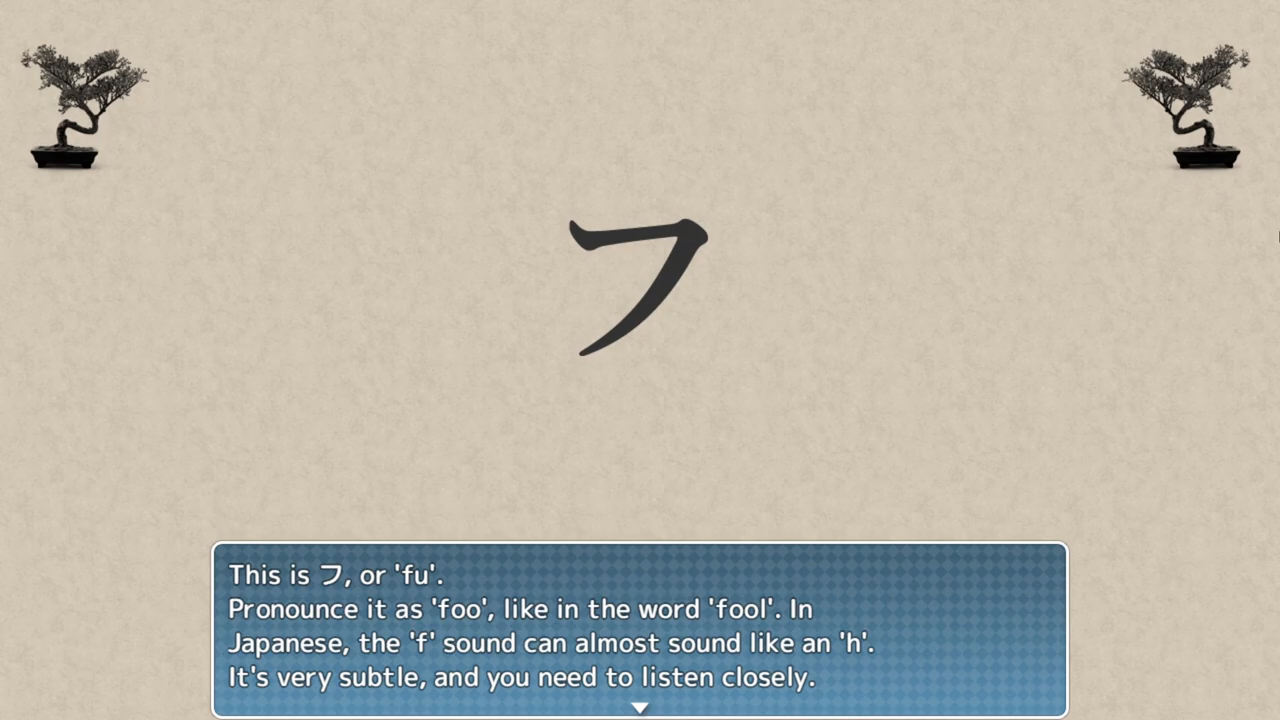 フ
This is フ, or 'fu'.
Pronounce it as 'foo', like in the word 'fool'. In
Japanese, the 'f' sound can almost sound like an 'h'.
It's very subtle, and you need to listen closely.